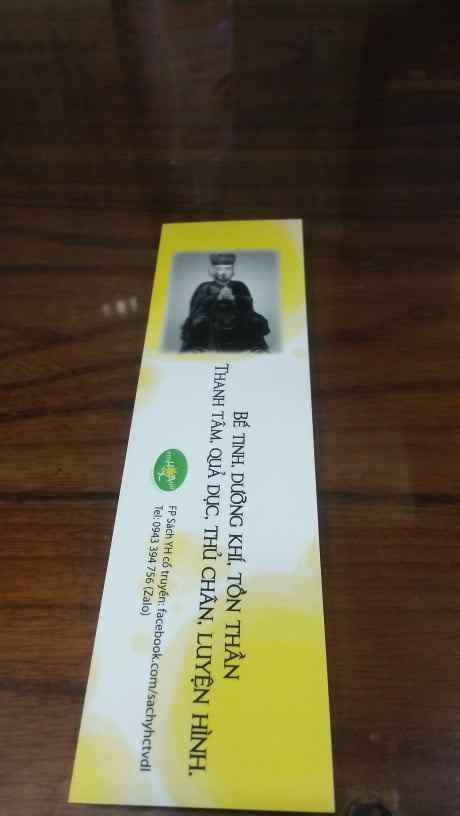 BẾ TINH, DƯỠNG KHÍ, TỒN THẦN
THANH TÂM, QUẢ DỤC, THỦ CHÂN, LUYỆN HÌNH.
FP Sách YH cổ truyền: facebook.com/sachyhctvdl
Tel: 0943 394 756 (Zalo)